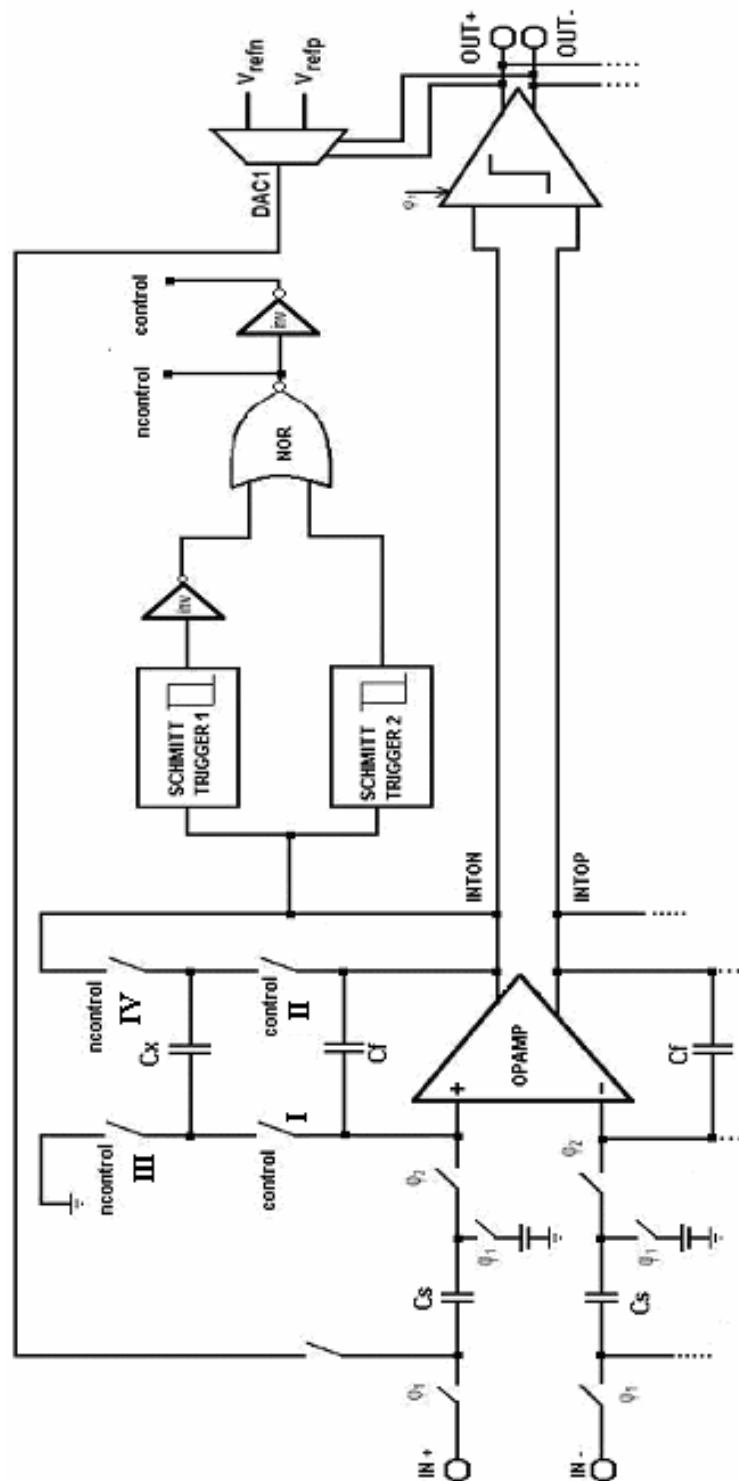 Vrefn
Vrefp
DAC1
control
ncontrol
inv
NOR
inv
SCHMITT
TRIGGER 1
SCHMITT
TRIGGER 2
ncontrol
III
ncontrol
IV
Cx
control
I
control
II
Cf
IN +
φ1
Cs
φ1
φ2
+
-
OPAMP
INTON
INTOP
φ1
OUT+
OUT-
IN -
φ1
Cs
φ1
φ2
Cf